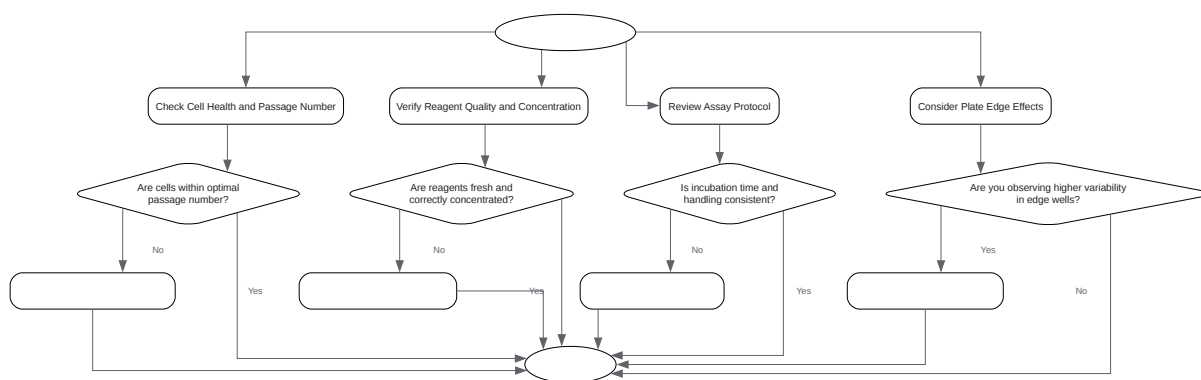 Check Cell Health and Passage Number
Verify Reagent Quality and Concentration
Review Assay Protocol
Consider Plate Edge Effects
Are cells within optimal
passage number?
Are reagents fresh and
correctly concentrated?
Is incubation time and
handling consistent?
Are you observing higher variability
in edge wells?
No
No
No
Yes
Yes
Yes
Yes
No